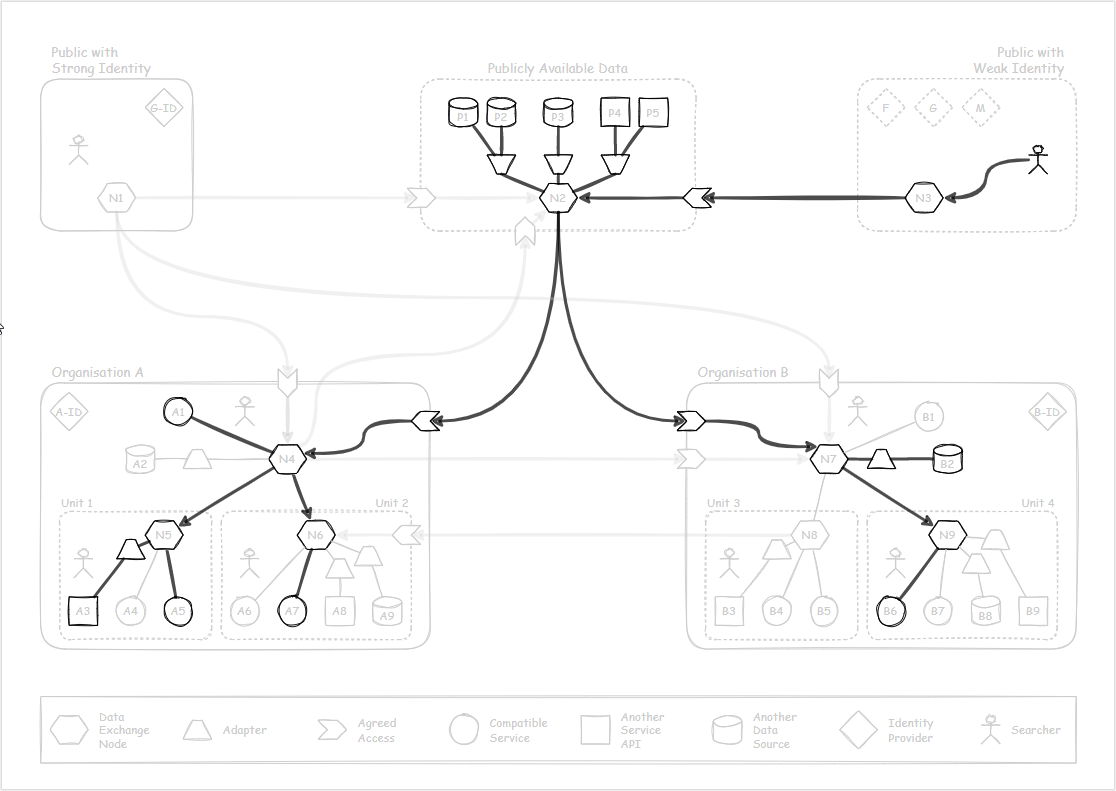 Public with
Strong Identity
Publicly Available Data
Public with
Weak Identity
G-ID
P1
P2
P3
P4
P5
F
G
M
N1
N2
N3
Organisation A
Organisation B
A-ID
A1
B1
B-ID
A2
N4
N7
B2
Unit 1
Unit 2
Unit 3
Unit 4
N5
N6
N8
N9
A3
A4
A5
A6
A7
A8
A9
B3
B4
B5
B6
B7
B8
B9
Data
Exchange
Node
Adapter
Agreed
Access
Compatible
Service
Another
Service
API
Another
Data
Source
Identity
Provider
Searcher